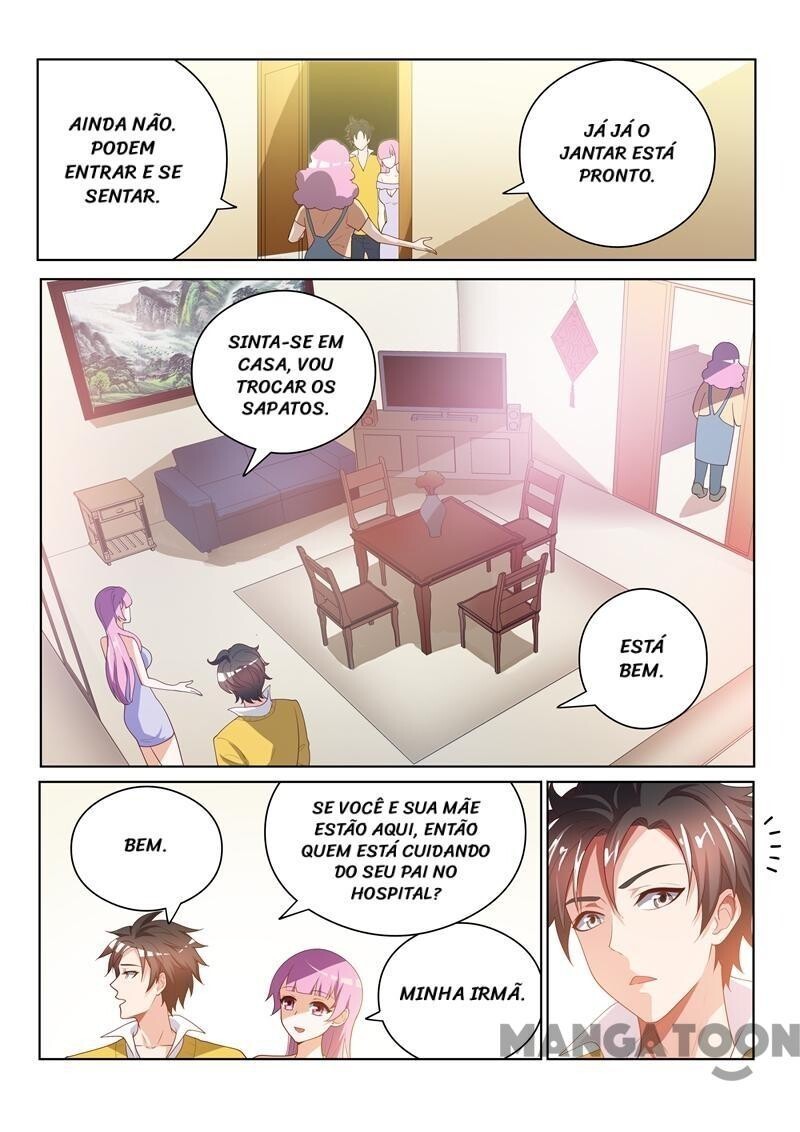 AINDA NÃO.
PODEM
ENTRAR E SE
SENTAR.
JÁ JÁ O
JANTAR ESTÁ
PRONTO.
SINTA-SE EM
CASA, VOU
TROCAR OS
SAPATOS.
ESTÁ
BEM.
BEM.
SE VOCÊ E SUA MÃE
ESTÃO AQUI, ENTÃO
QUEM ESTÁ CUIDANDO
DO SEU PAI NO
HOSPITAL?
MINHA IRMÃ.
MANGATOON